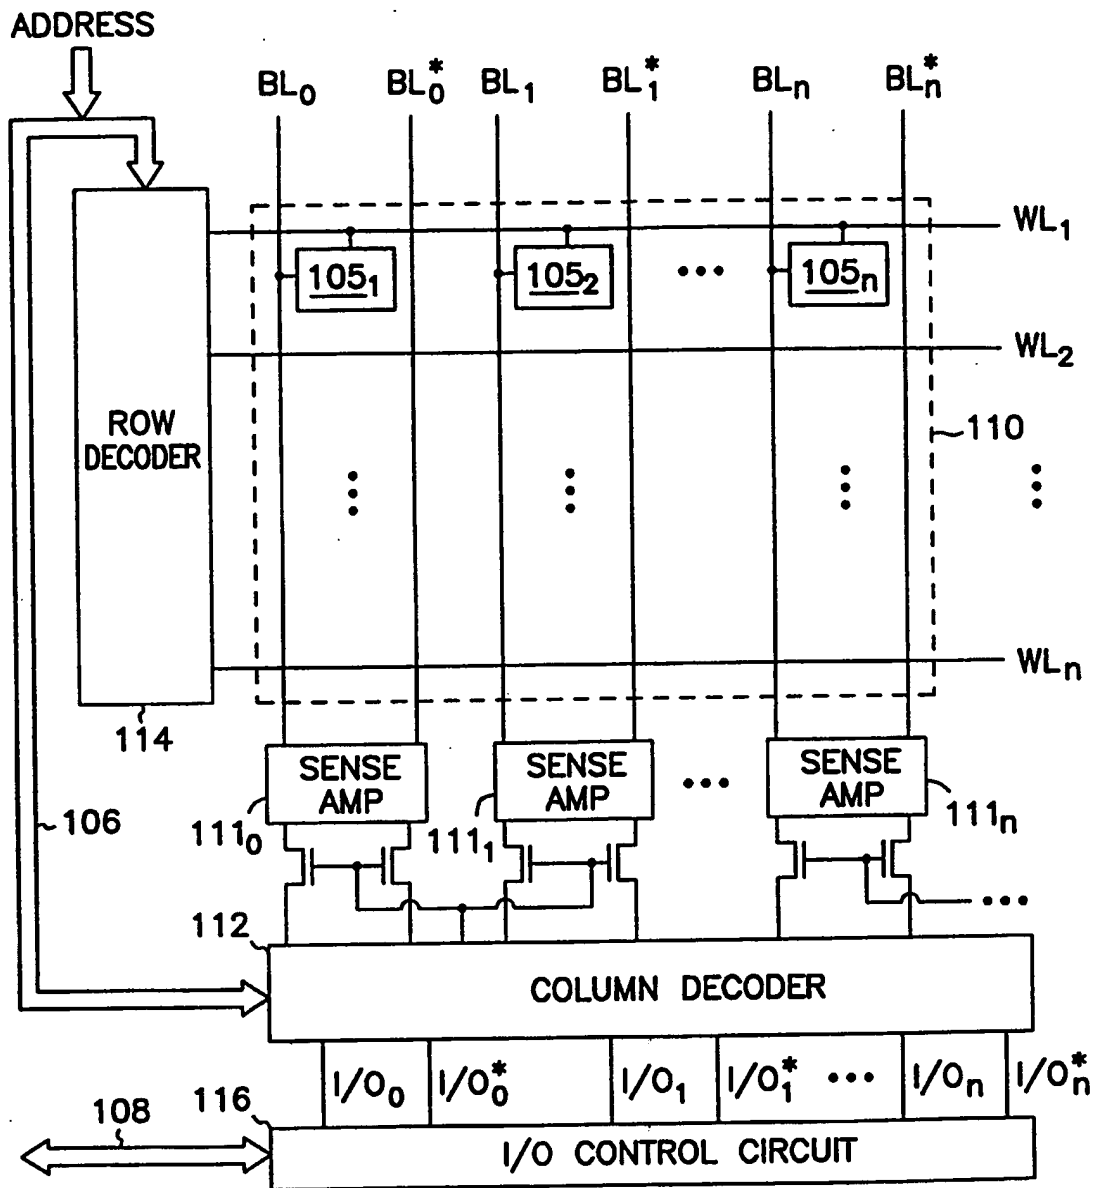 ADDRESS
BL₀ BL₀* BL₁ BL₁* BLₙ BLₙ*
WL₁
105₁ 105₂ ••• 105ₙ
WL₂
ROW
DECODER
110
WLₙ
114
SENSE
AMP
SENSE
AMP
•••
SENSE
AMP
106
111₀
111₁
111ₙ
•••
112
COLUMN DECODER
I/O₀ I/O₀* I/O₁ I/O₁* ••• I/Oₙ I/Oₙ*
116
108
I/O CONTROL CIRCUIT